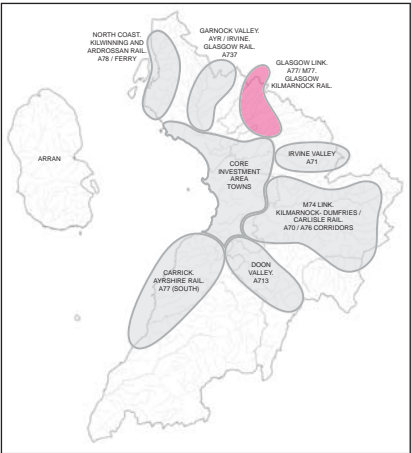 NORTH COAST.
KILWINNING AND
ARDROSSAN RAIL.
A78 / FERRY
GARNOCK VALLEY.
AYR / IRVINE.
GLASGOW RAIL.
A737
GLASGOW LINK.
A77/ M77.
GLASGOW
KILMARNOCK RAIL.
ARRAN
CORE
INVESTMENT
AREA
TOWNS
IRVINE VALLEY
A71
M74 LINK.
KILMARNOCK- DUMFRIES /
CARLISLE RAIL.
A70 / A76 CORRIDORS
CARRICK.
AYRSHIRE RAIL.
A77 (SOUTH)
DOON
VALLEY.
A713